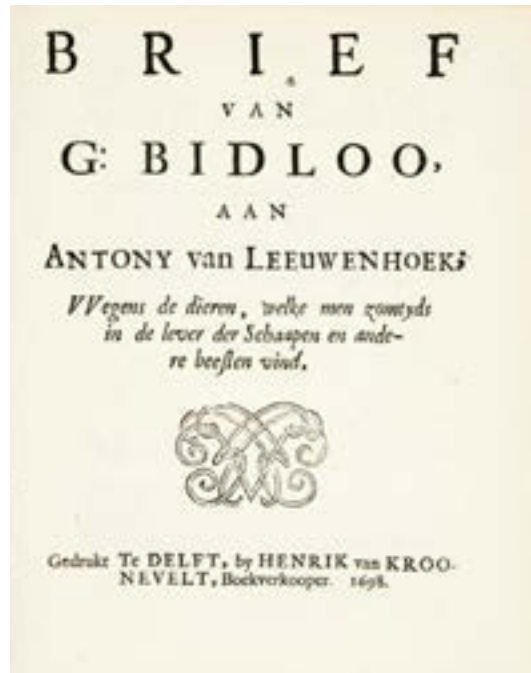 BRIEF
VAN
G: BIDLOO,
AAN
ANTONY van LEEUWENHOEK;
VVegens de dieren, welke men zomtyds
in de lever der Schaapen en ande-
re beesten vind.
Gedrukt Te DELFT, by HENRIK van KROO-
NEVELT, Boekverkooper. 1698.